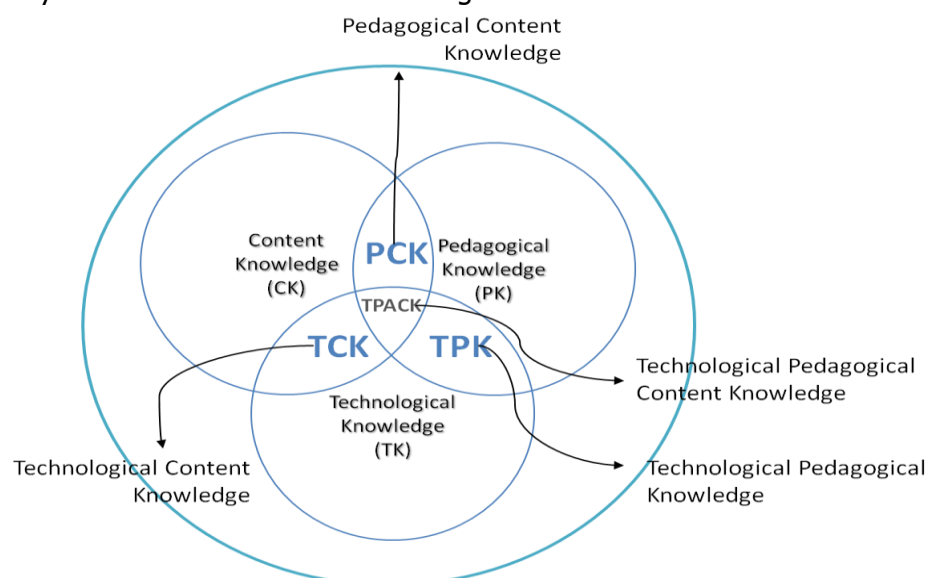 Pedagogical Content
Knowledge
Content
Knowledge
(CK)
PCK
Pedagogical
Knowledge
(PK)
TPACK
TCK
TPK
Technological Pedagogical
Content Knowledge
Technological
Knowledge
(TK)
Technological Content
Knowledge
Technological Pedagogical
Knowledge